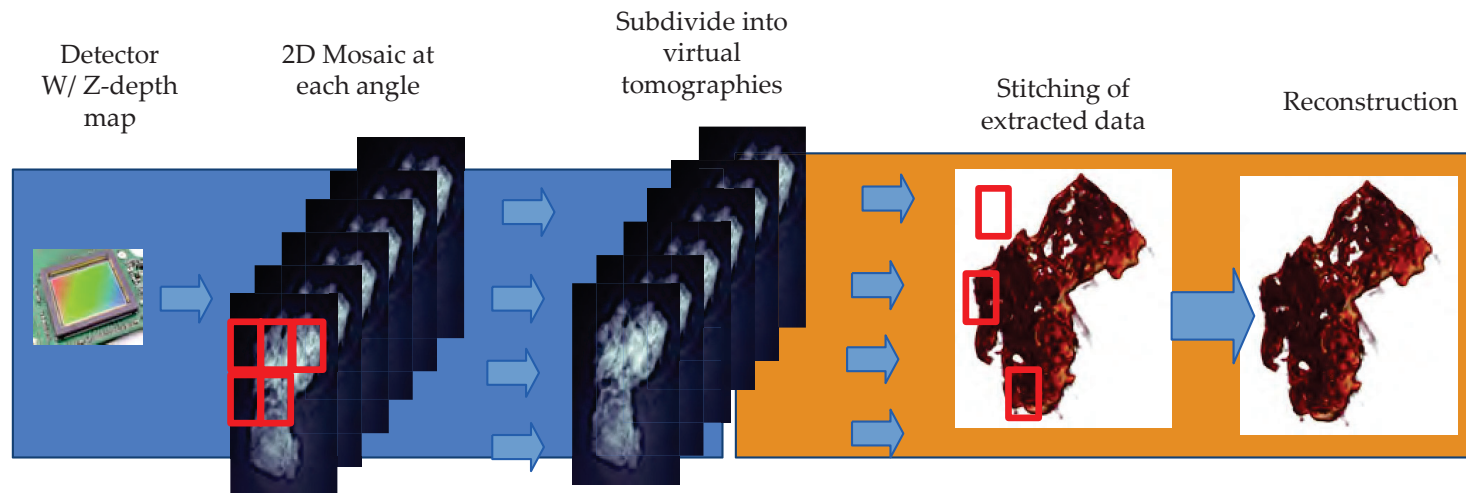 Detector
W/ Z-depth
map
2D Mosaic at
each angle
Subdivide into
virtual
tomographies
Stitching of
extracted data
Reconstruction